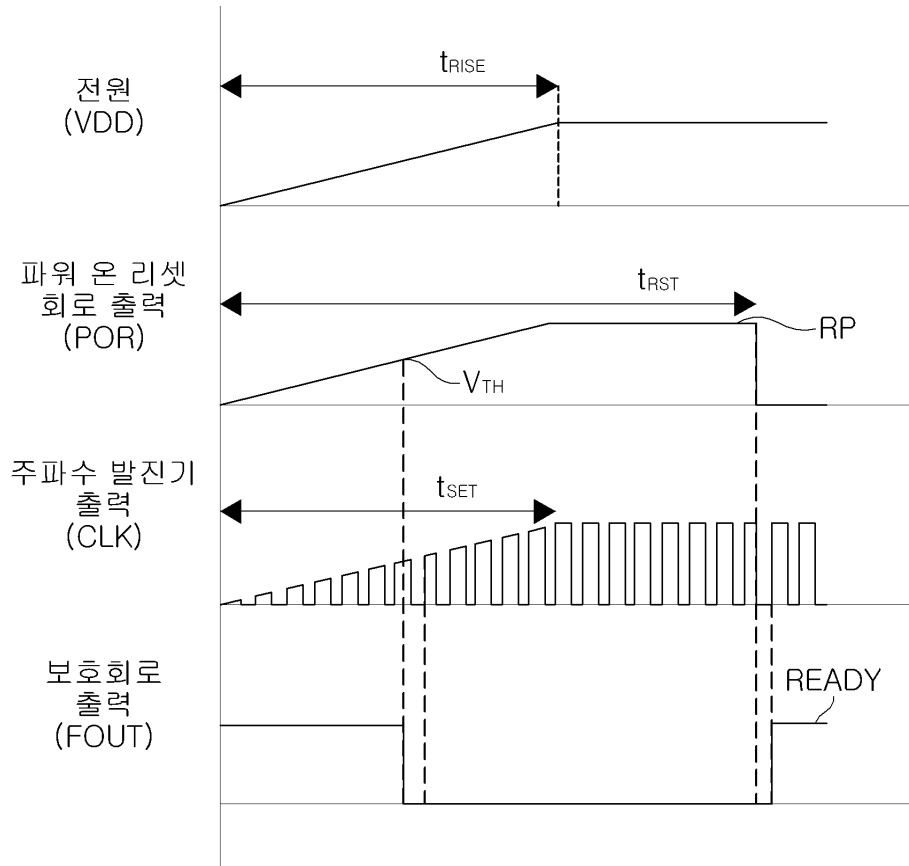 전원
(VDD)
tRISE
파워 온 리셋
회로 출력
(POR)
tRST
RP
VTH
주파수 발진기
출력
(CLK)
tSET
보호회로
출력
(FOUT)
READY